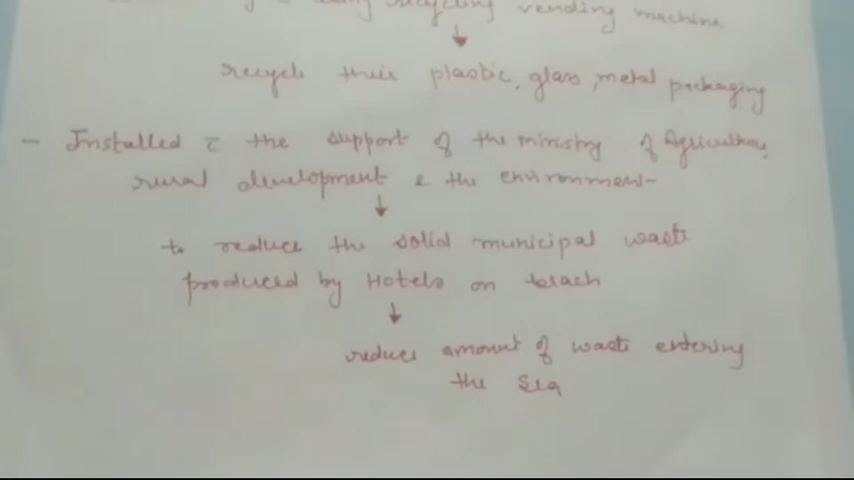 recycling vending machine
↓
recycle their plastic, glass, metal packaging
- Installed c̄ the support of the ministry of Agriculture,
rural development & the environment
↓
to reduce the solid municipal waste
produced by Hotels on beach
↓
reduce amount of waste entering
the Sea